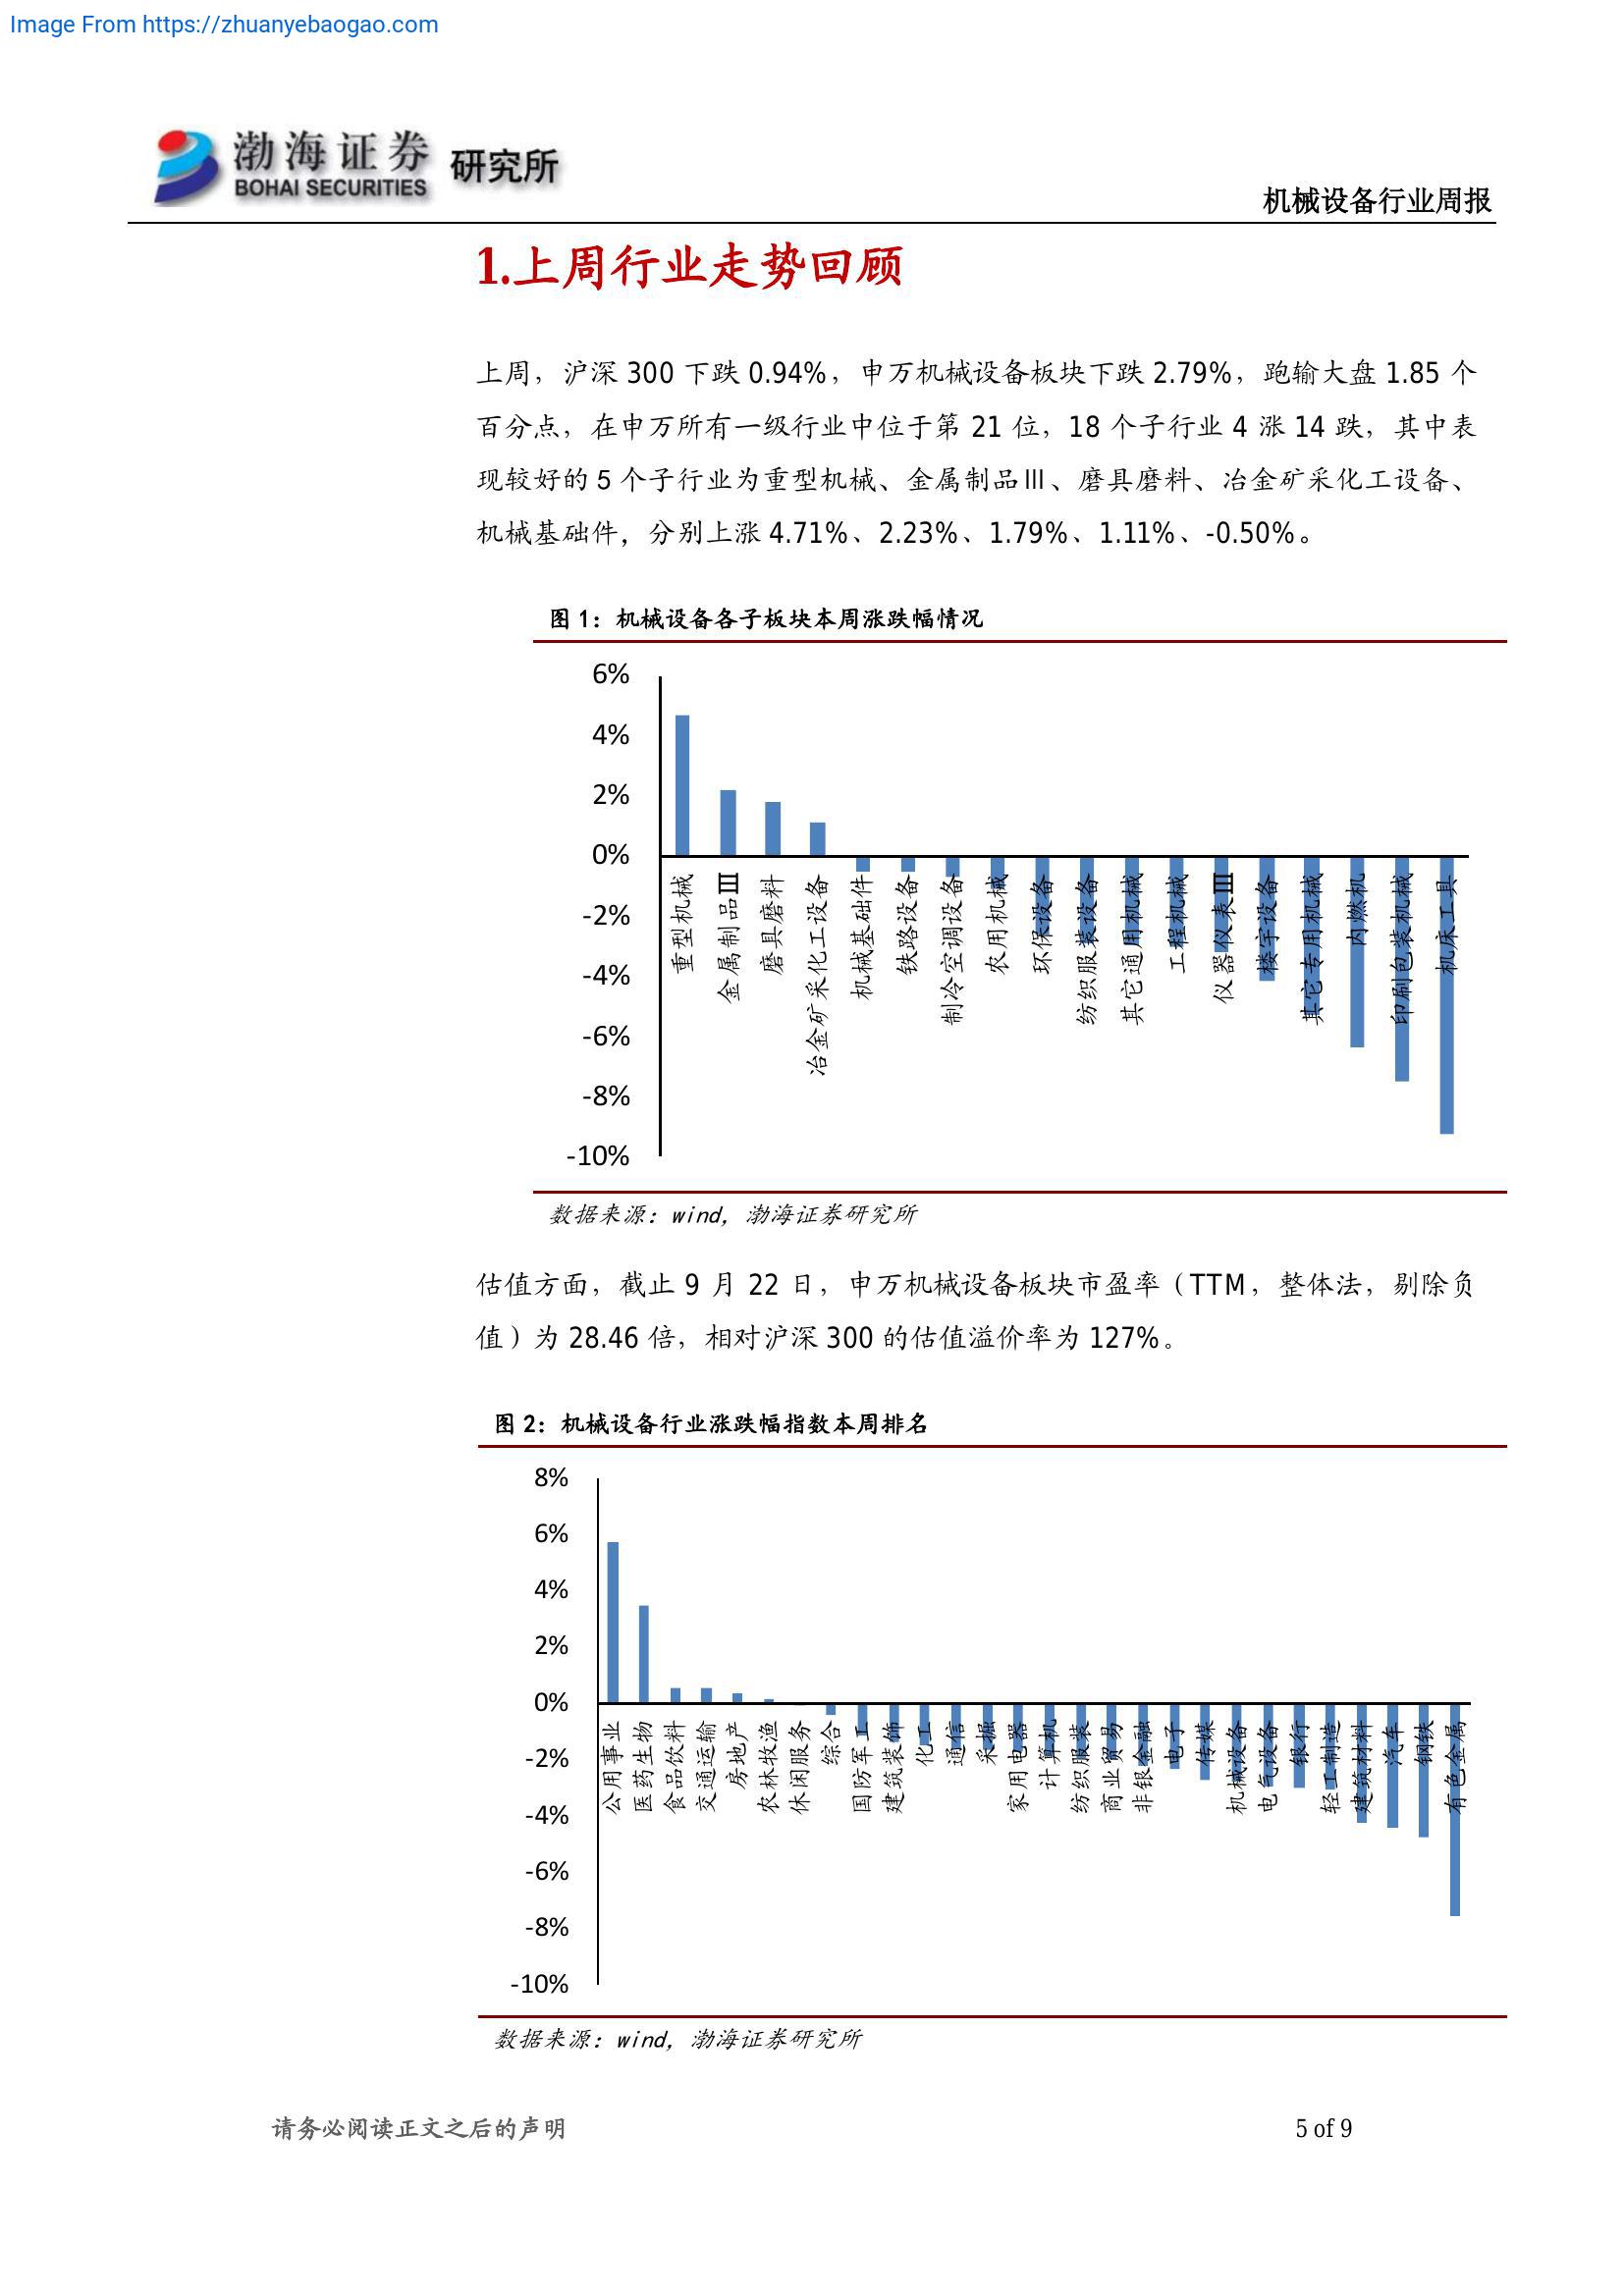 Image From https://zhuanyebaogao.com
渤海证券 研究所
BOHAI SECURITIES
机械设备行业周报
1.上周行业走势回顾
上周，沪深 300 下跌 0.94%，申万机械设备板块下跌 2.79%，跑输大盘 1.85 个
百分点，在申万所有一级行业中位于第 21 位，18 个子行业 4 涨 14 跌，其中表
现较好的 5 个子行业为重型机械、金属制品Ⅲ、磨具磨料、冶金矿采化工设备、
机械基础件，分别上涨 4.71%、2.23%、1.79%、1.11%、-0.50%。
图 1：机械设备各子板块本周涨跌幅情况
6%
4%
2%
0%
-2%
-4%
-6%
-8%
-10%
重型机械
金属制品Ⅲ
磨具磨料
冶金矿采化工设备
机械基础件
铁路设备
制冷空调设备
农用机械
环保设备
纺织服装设备
其它通用机械
工程机械
仪器仪表Ⅲ
楼宇设备
其它专用机械
内燃机
印刷包装机械
机床工具
数据来源：wind，渤海证券研究所
估值方面，截止 9 月 22 日，申万机械设备板块市盈率（TTM，整体法，剔除负
值）为 28.46 倍，相对沪深 300 的估值溢价率为 127%。
图 2：机械设备行业涨跌幅指数本周排名
8%
6%
4%
2%
0%
-2%
-4%
-6%
-8%
-10%
公用事业
医药生物
食品饮料
交通运输
房地产
农林牧渔
休闲服务
综合
国防军工
建筑装饰
化工
通信
采掘
家用电器
计算机
纺织服装
商业贸易
非银金融
电子
传媒
机械设备
电气设备
银行
轻工制造
建筑材料
汽车
钢铁
有色金属
数据来源：wind，渤海证券研究所
请务必阅读正文之后的声明
5 of 9